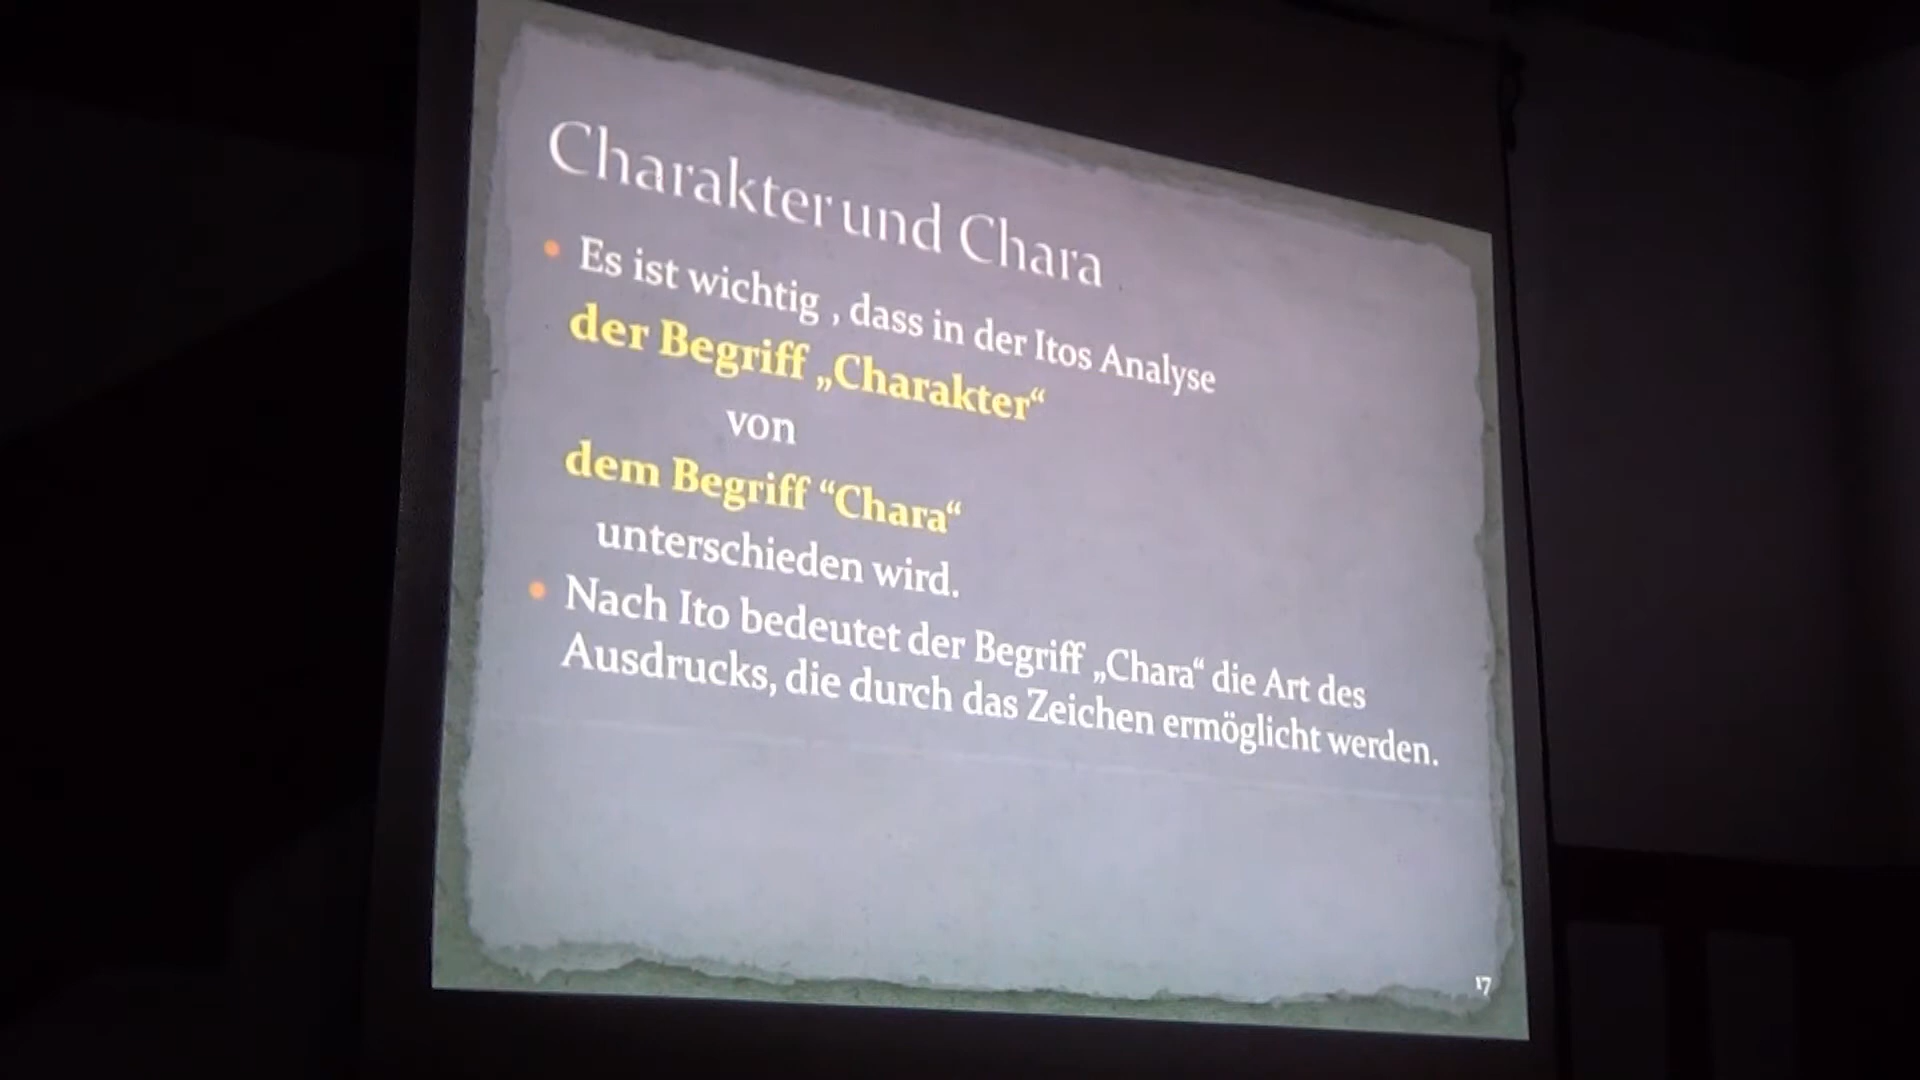 Charakter und Chara
• Es ist wichtig , dass in der Itos Analyse
der Begriff „Charakter“
von
dem Begriff “Chara“
unterschieden wird.
• Nach Ito bedeutet der Begriff „Chara“ die Art des
Ausdrucks, die durch das Zeichen ermöglicht werden.
17